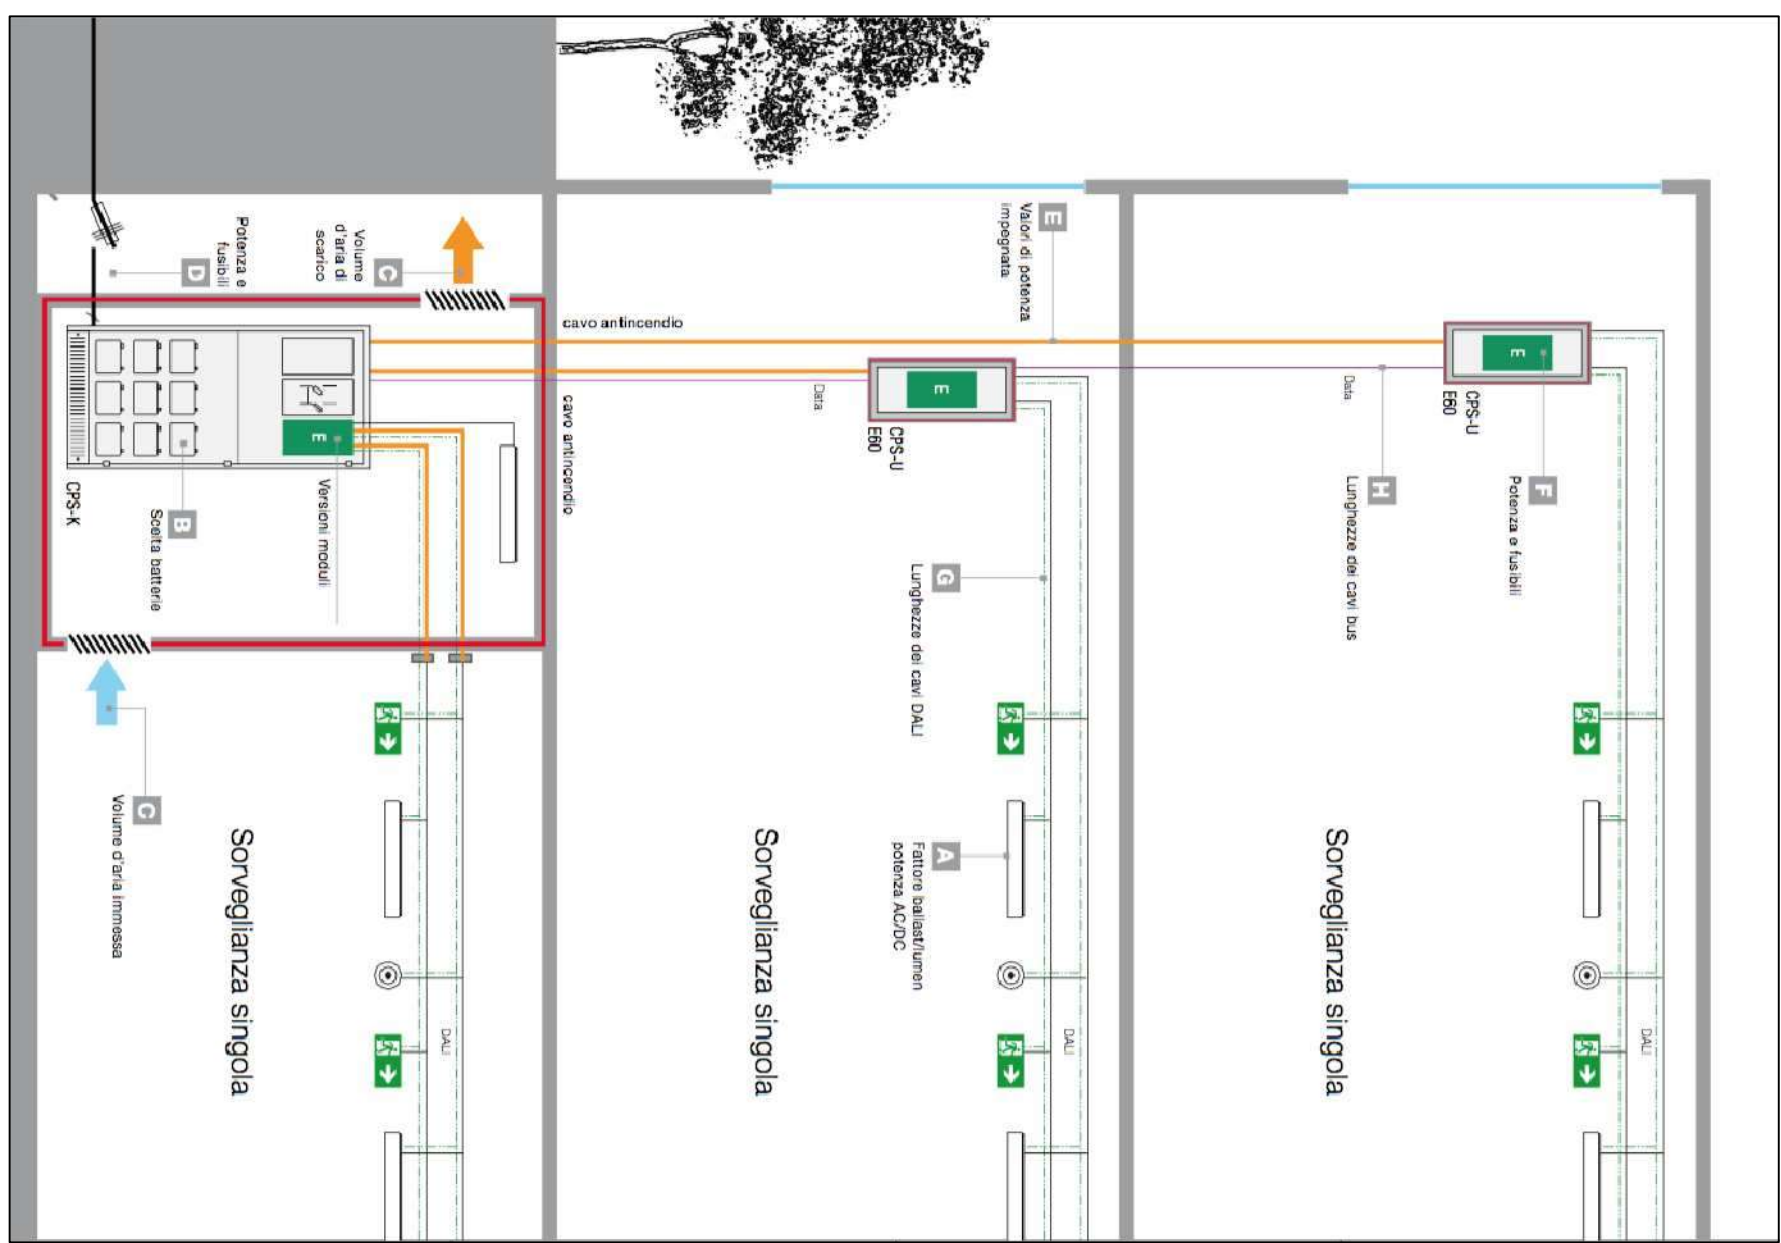 DALI
E
CPS-U
E60
F
Potenza e fusibili
Data
H
Lunghezze dei cavi bus
Sorveglianza singola
E
Valori di potenza
impegnata
DALI
E
CPS-U
E60
G
Lunghezze dei cavi DALI
A
Fattore ballast/lumen
potenza AC/DC
Data
Sorveglianza singola
cavo antincendio
cavo antincendio
DALI
C
Volume
d'aria di
scarico
D
Potenza e
fusibili
E
Versioni moduli
B
Scelta batterie
CPS-K
Sorveglianza singola
C
Volume d'aria immessa